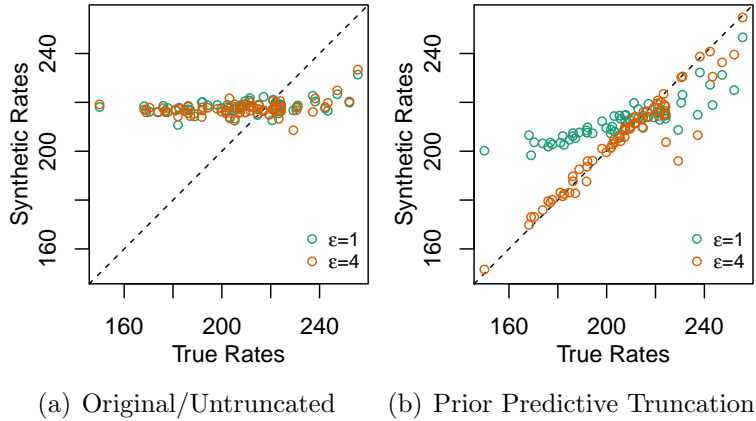 Synthetic Rates
240
200
160
ε=1
ε=4
160
200
240
True Rates
(a) Original/Untruncated
Synthetic Rates
240
200
160
ε=1
ε=4
160
200
240
True Rates
(b) Prior Predictive Truncation